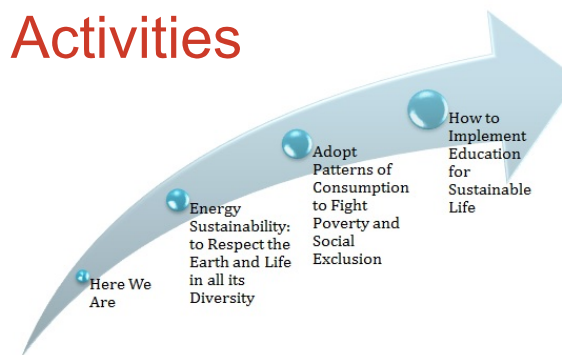 Activities
Here We
Are
Energy
Sustainability:
to Respect the
Earth and Life
in all its
Diversity
Adopt
Patterns of
Consumption
to Fight
Poverty and
Social
Exclusion
How to
Implement
Education
for
Sustainable
Life